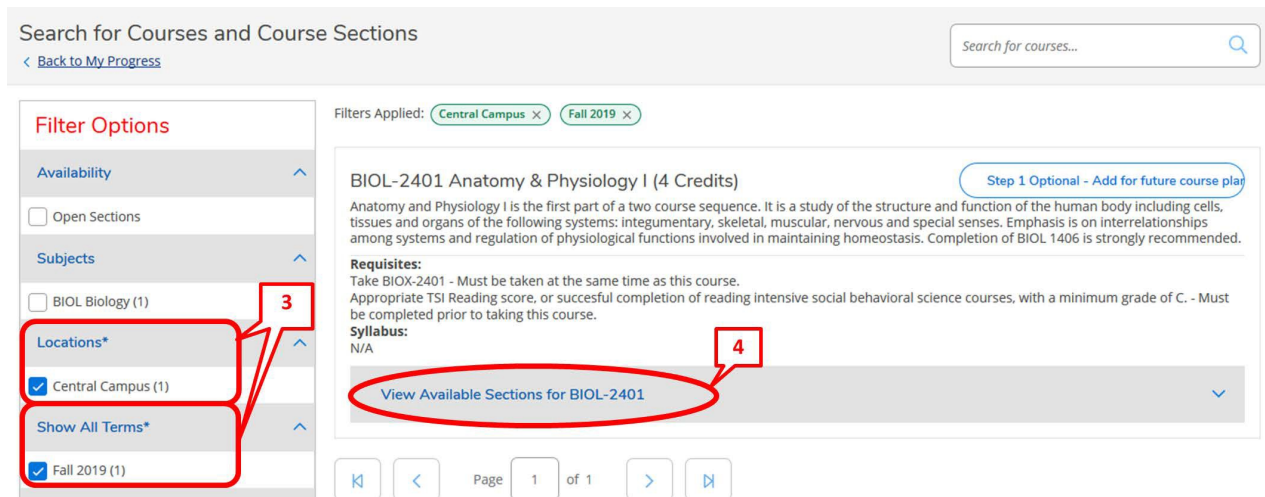 Search for Courses and Course Sections
< Back to My Progress
Search for courses...
Filter Options
Availability
Open Sections
Subjects
BIOL Biology (1)
3
Locations*
Central Campus (1)
Show All Terms*
Fall 2019 (1)
Filters Applied: Central Campus × Fall 2019 ×
BIOL-2401 Anatomy & Physiology I (4 Credits)
Step 1 Optional - Add for future course plan
Anatomy and Physiology I is the first part of a two course sequence. It is a study of the structure and function of the human body including cells,
tissues and organs of the following systems: integumentary, skeletal, muscular, nervous and special senses. Emphasis is on interrelationships
among systems and regulation of physiological functions involved in maintaining homeostasis. Completion of BIOL 1406 is strongly recommended.
Requisites:
Take BIOX-2401 - Must be taken at the same time as this course.
Appropriate TSI Reading score, or succesful completion of reading intensive social behavioral science courses, with a minimum grade of C. - Must
be completed prior to taking this course.
Syllabus:
N/A
4
View Available Sections for BIOL-2401
Page 1 of 1